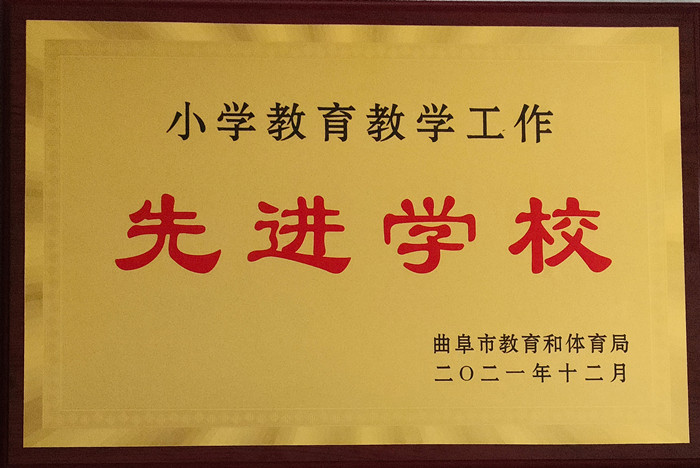 小学教育教学工作
先进学校
曲阜市教育和体育局
二〇二一年十二月